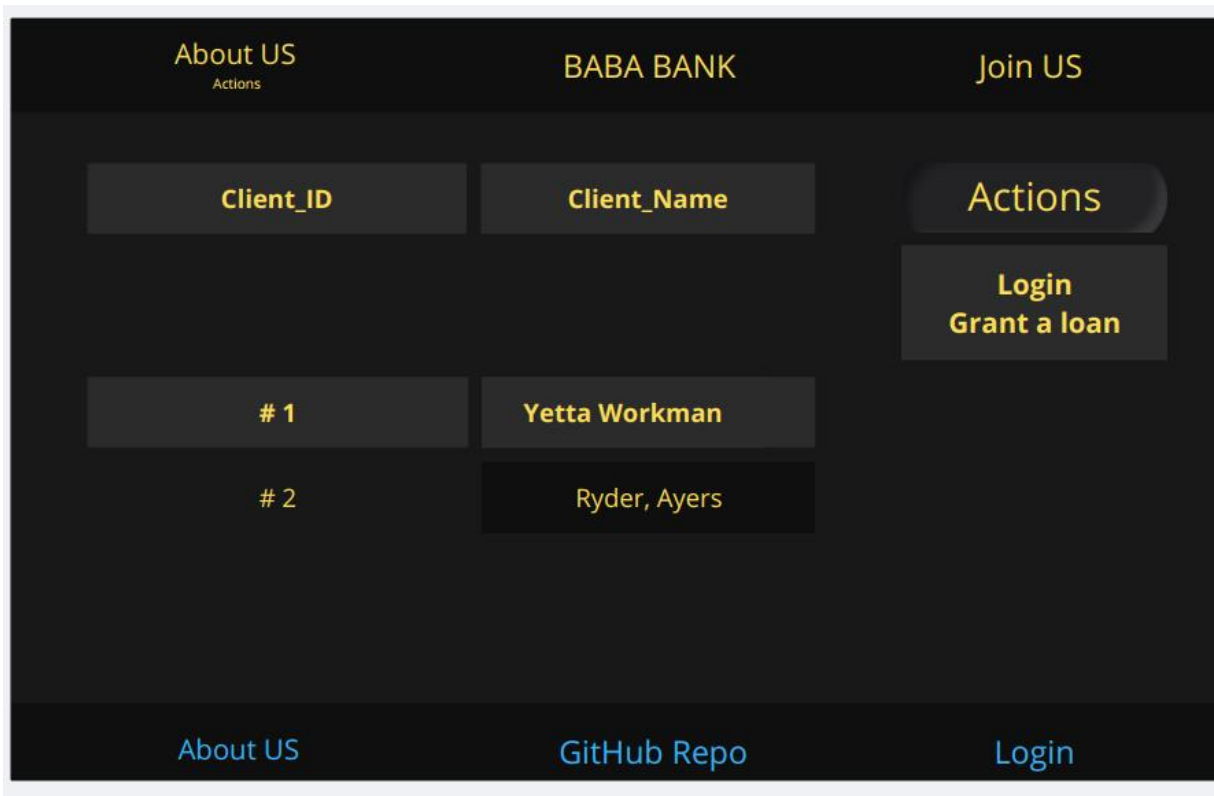 About US
Actions
BABA BANK
Join US
Client_ID
Client_Name
Actions
Login
Grant a loan
# 1
Yetta Workman
# 2
Ryder, Ayers
About US
GitHub Repo
Login